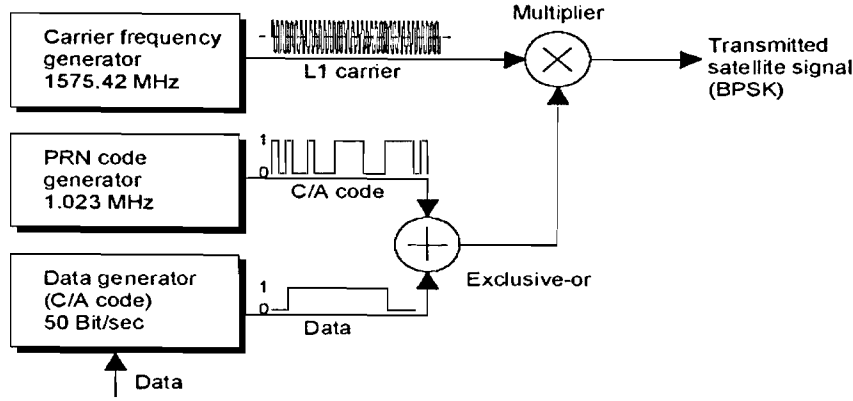 Multiplier
Carrier frequency
generator
1575.42 MHz
L1 carrier
Transmitted
satellite signal
(BPSK)
PRN code
generator
1.023 MHz
1
0
C/A code
Exclusive-or
Data generator
(C/A code)
50 Bit/sec
1
0
Data
Data